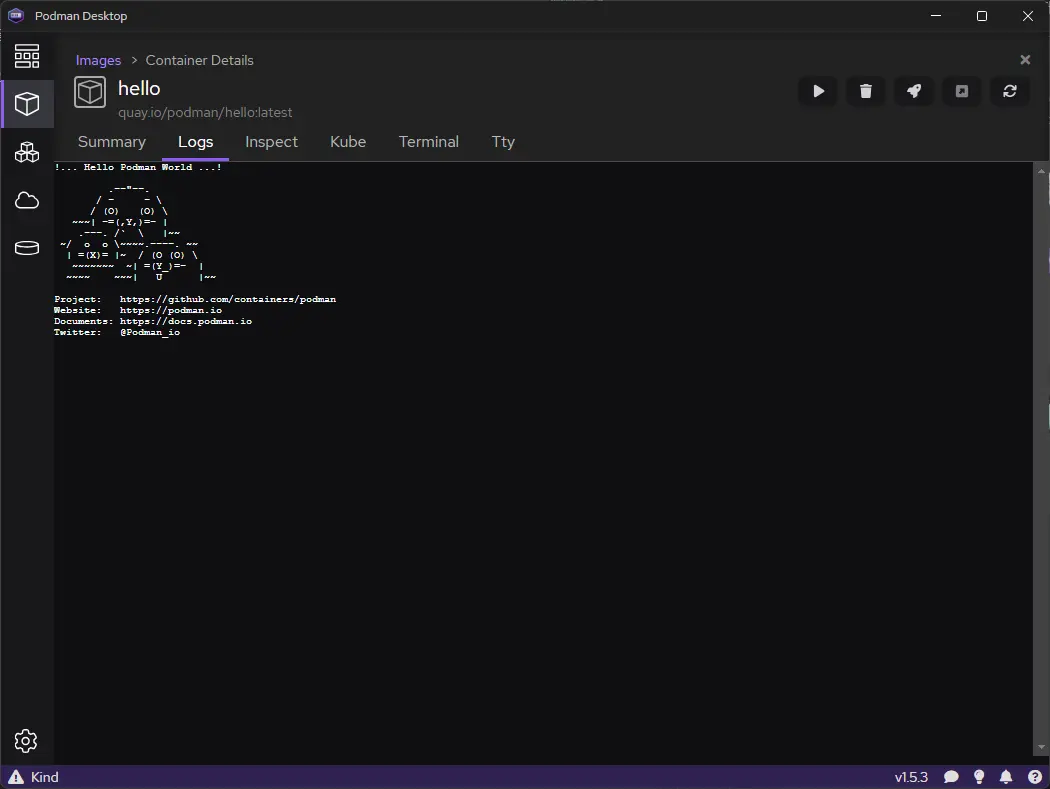 Podman Desktop
Images > Container Details
hello
quay.io/podman/hello:latest
Summary Logs Inspect Kube Terminal Tty
!... Hello Podman World ...!
         .--"--.
       / -     - \
      / (O)   (O) \
   ~~~| -=(,Y,)=- |
    .---. /`  \   |~~
 ~/  o  o \~~~~.----. ~~
  | =(X)= |~  / (O (O) \
   ~~~~~~~  ~| =(Y_)=-  |
  ~~~~    ~~~|   U      |~~
Project:   https://github.com/containers/podman
Website:   https://podman.io
Documents: https://docs.podman.io
Twitter:   @Podman_io
Kind
v1.5.3